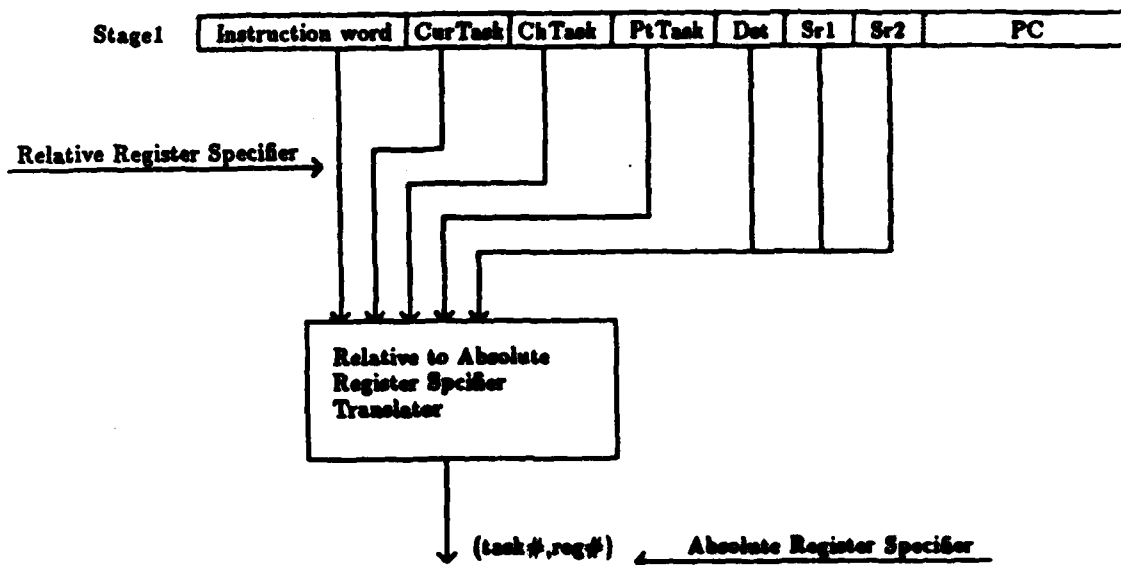 Stage1 Instruction word CurTask ChTask PtTask Det Sr1 Sr2 PC
Relative Register Specifier
Relative to Absolute
Register Spcifier
Translator
(task#,reg#) Absolute Register Specifier